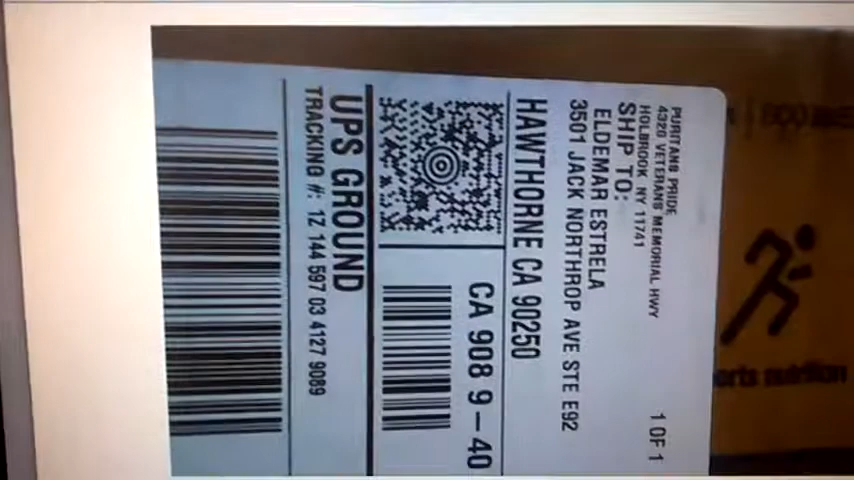 PURITANS PRIDE
4320 VETERANS MEMORIAL HWY
HOLBROOK NY 11741
1 OF 1
SHIP TO:
ELDEMAR ESTRELA
3501 JACK NORTHROP AVE STE E92
HAWTHORNE CA 90250
CA 908 9-40
UPS GROUND
TRACKING #: 1Z 144 597 03 4127 9089
nutrition